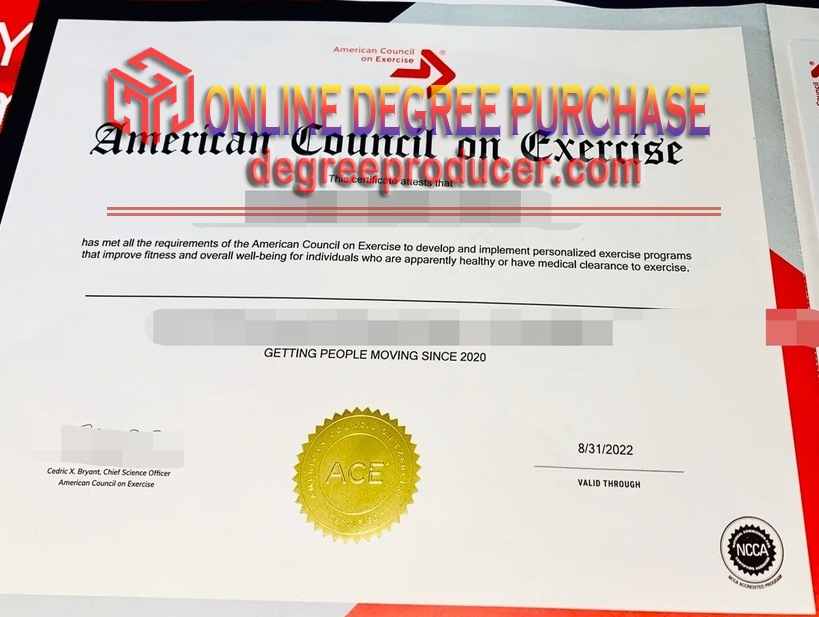 American Council
on Exercise
ONLINE DEGREE PURCHASE
American Council on Exercise
degreeproducer.com
This certificate attests that
has met all the requirements of the American Council on Exercise to develop and implement personalized exercise programs
that improve fitness and overall well-being for individuals who are apparently healthy or have medical clearance to exercise.
GETTING PEOPLE MOVING SINCE 2020
8/31/2022
VALID THROUGH
Cedric X. Bryant, Chief Science Officer
American Council on Exercise
ACE
NCCA
NCCA ACCREDITED PROGRAM